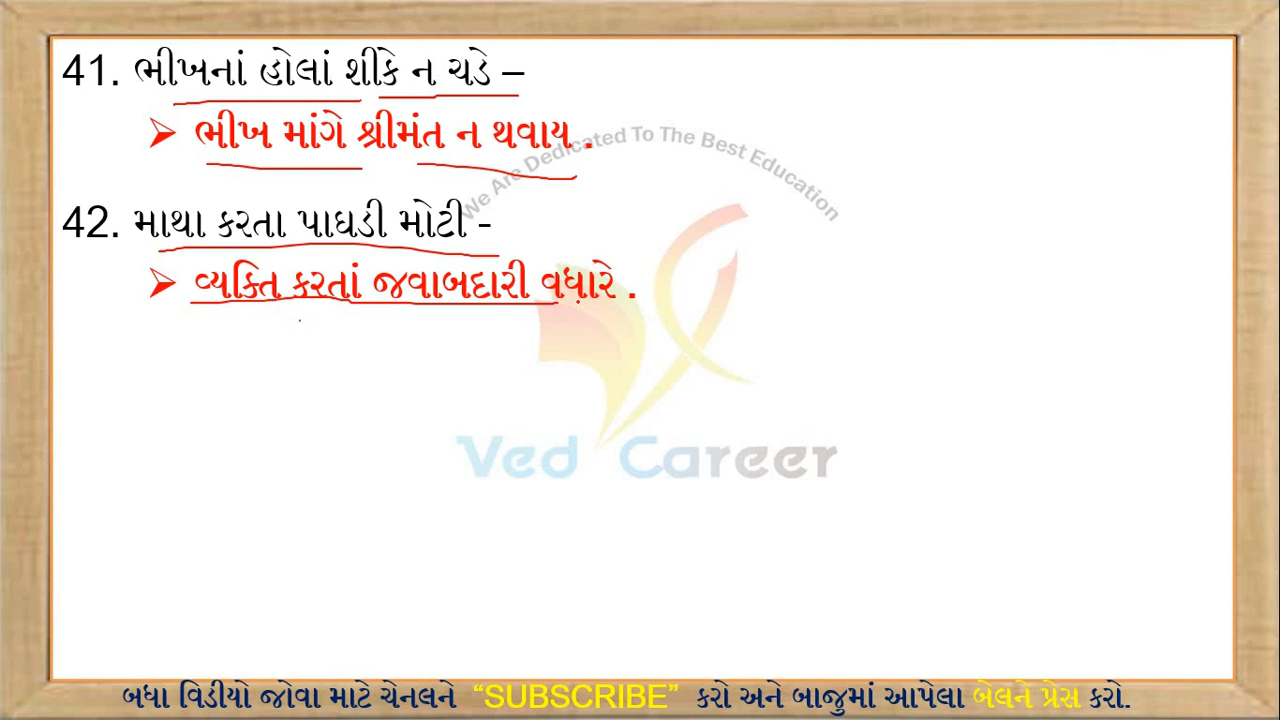 41. ભીખનાં હોલાં શીંકે ન ચડે –
➢ ભીખ માંગે શ્રીમંત ન થવાય .
We Are Dedicated To The Best Education
42. માથા કરતા પાઘડી મોટી -
➢ વ્યક્તિ કરતાં જવાબદારી વધારે .
Ved Career
બધા વિડીયો જોવા માટે ચેનલને “SUBSCRIBE” કરો અને બાજુમાં આપેલા બેલને પ્રેસ કરો.